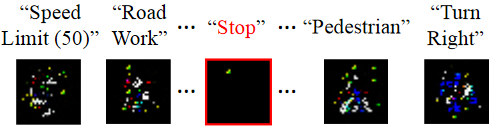 “Speed Limit (50)” “Road Work” ... “Stop” ... “Pedestrian” “Turn Right”
... ...